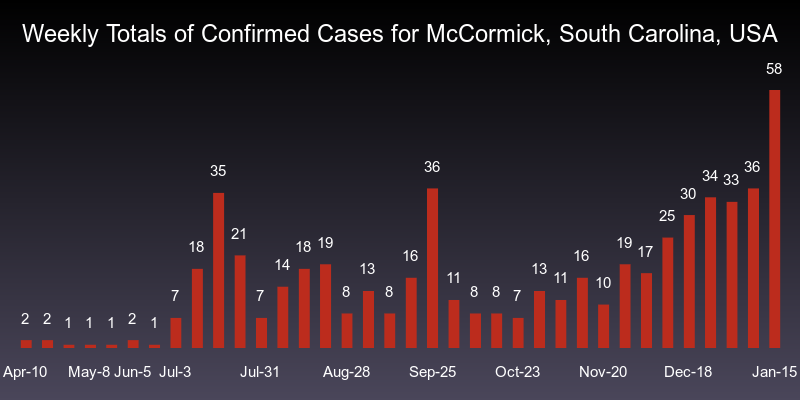 Weekly Totals of Confirmed Cases for McCormick, South Carolina, USA
2 2 1 1 1 2 1 7 18 35 21 7 14 18 19 8 13 8 16 36 11 8 8 7 13 11 16 10 19 17 25 30 34 33 36 58
Apr-10 May-8 Jun-5 Jul-3 Jul-31 Aug-28 Sep-25 Oct-23 Nov-20 Dec-18 Jan-15